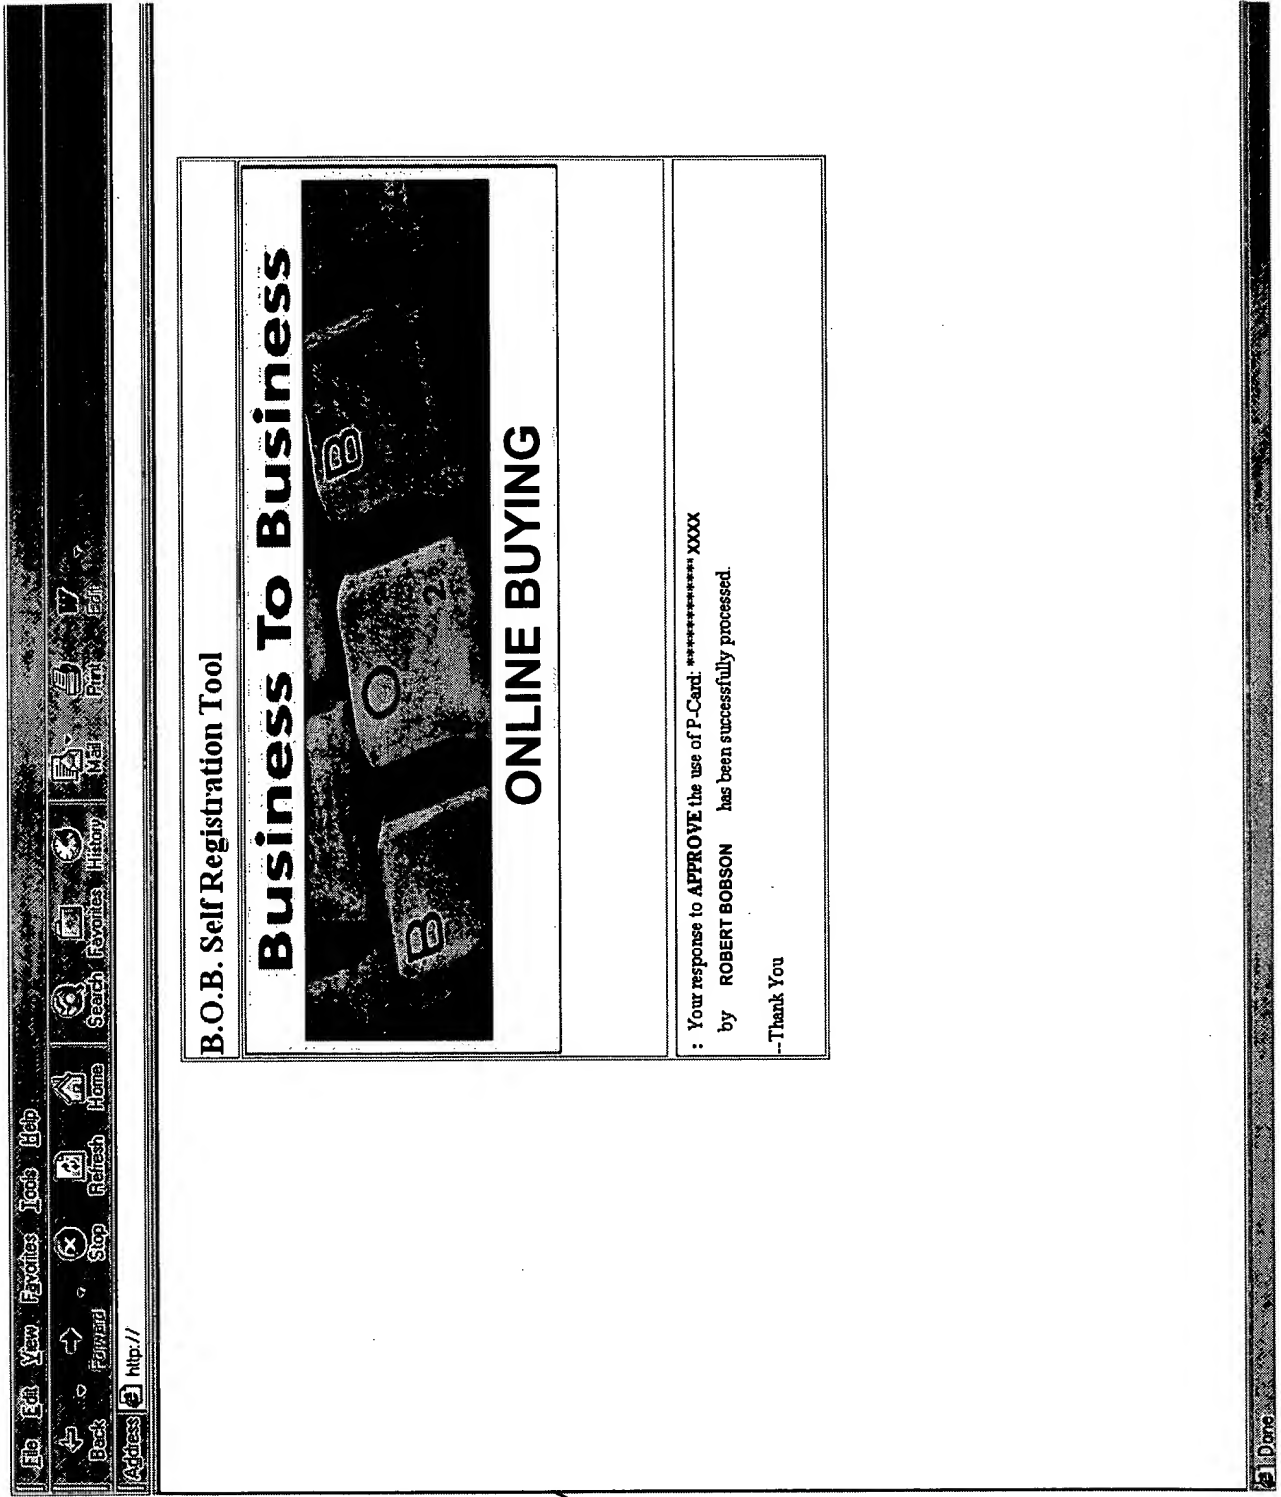 File Edit View Favorites Tools Help
Back Forward Stop Refresh Home Search Favorites History Mail Print Edit
Address http://
B.O.B. Self Registration Tool
Business To Business
B O 2 B
ONLINE BUYING
: Your response to APPROVE the use of P-Card: ************XXXX
by ROBERT BOBSON has been successfully processed.
--Thank You
Done